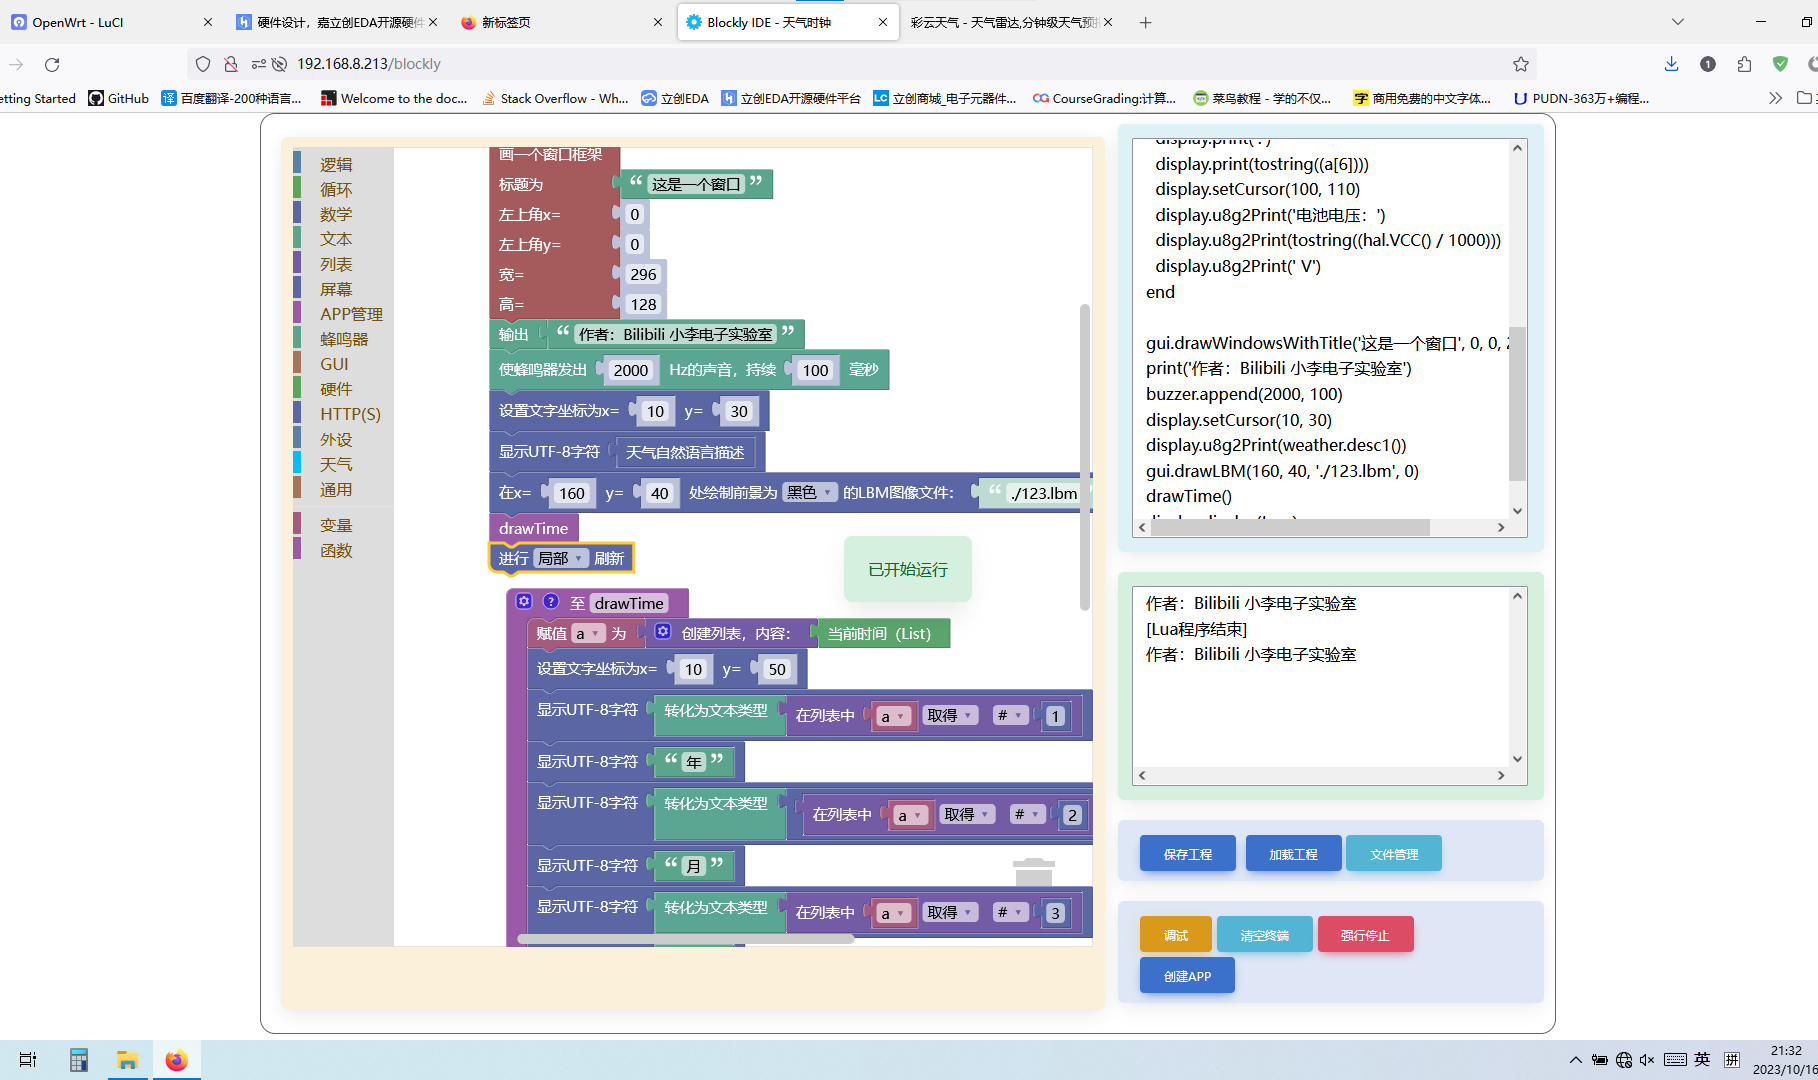 OpenWrt - LuCI
硬件设计，嘉立创EDA开源硬件
新标签页
Blockly IDE - 天气时钟
彩云天气 - 天气雷达,分钟级天气预
192.168.8.213/blockly
1
etting Started
GitHub
百度翻译-200种语言...
Welcome to the doc...
Stack Overflow - Wh...
立创EDA
立创EDA开源硬件平台
立创商城_电子元器件...
CourseGrading:计算...
菜鸟教程 - 学的不仅...
商用免费的中文字体...
PUDN-363万+编程...
逻辑
循环
数学
文本
列表
屏幕
APP管理
蜂鸣器
GUI
硬件
HTTP(S)
外设
天气
通用
变量
函数
画一个窗口框架
标题为 “ 这是一个窗口 ”
左上角x= 0
左上角y= 0
宽= 296
高= 128
输出 “ 作者：Bilibili 小李电子实验室 ”
使蜂鸣器发出 2000 Hz的声音，持续 100 毫秒
设置文字坐标为x= 10 y= 30
显示UTF-8字符 天气自然语言描述
在x= 160 y= 40 处绘制前景为 黑色 的LBM图像文件： “ ./123.lbm
drawTime
进行 局部 刷新
已开始运行
? 至 drawTime
赋值 a 为 创建列表，内容： 当前时间（List）
设置文字坐标为x= 10 y= 50
显示UTF-8字符 转化为文本类型 在列表中 a 取得 # 1
显示UTF-8字符 “ 年 ”
显示UTF-8字符 转化为文本类型 在列表中 a 取得 # 2
显示UTF-8字符 “ 月 ”
显示UTF-8字符 转化为文本类型 在列表中 a 取得 # 3
display.print(tostring((a[6])))
display.setCursor(100, 110)
display.u8g2Print('电池电压：')
display.u8g2Print(tostring((hal.VCC() / 1000)))
display.u8g2Print(' V')
end
gui.drawWindowsWithTitle('这是一个窗口', 0, 0, 2
print('作者：Bilibili 小李电子实验室')
buzzer.append(2000, 100)
display.setCursor(10, 30)
display.u8g2Print(weather.desc1())
gui.drawLBM(160, 40, './123.lbm', 0)
drawTime()
作者：Bilibili 小李电子实验室
[Lua程序结束]
作者：Bilibili 小李电子实验室
保存工程
加载工程
文件管理
调试
清空终端
强行停止
创建APP
英
拼
21:32
2023/10/16